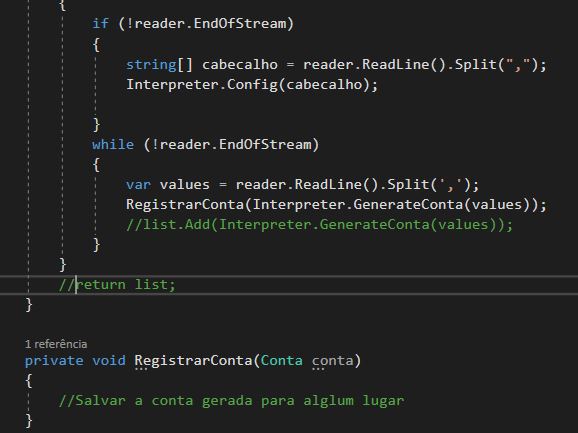 {
if (!reader.EndOfStream)
{
string[] cabecalho = reader.ReadLine().Split(",");
Interpreter.Config(cabecalho);
}
while (!reader.EndOfStream)
{
var values = reader.ReadLine().Split(',');
RegistrarConta(Interpreter.GenerateConta(values));
//list.Add(Interpreter.GenerateConta(values));
}
}
//return list;
}
1 referência
private void RegistrarConta(Conta conta)
{
//Salvar a conta gerada para alglum lugar
}